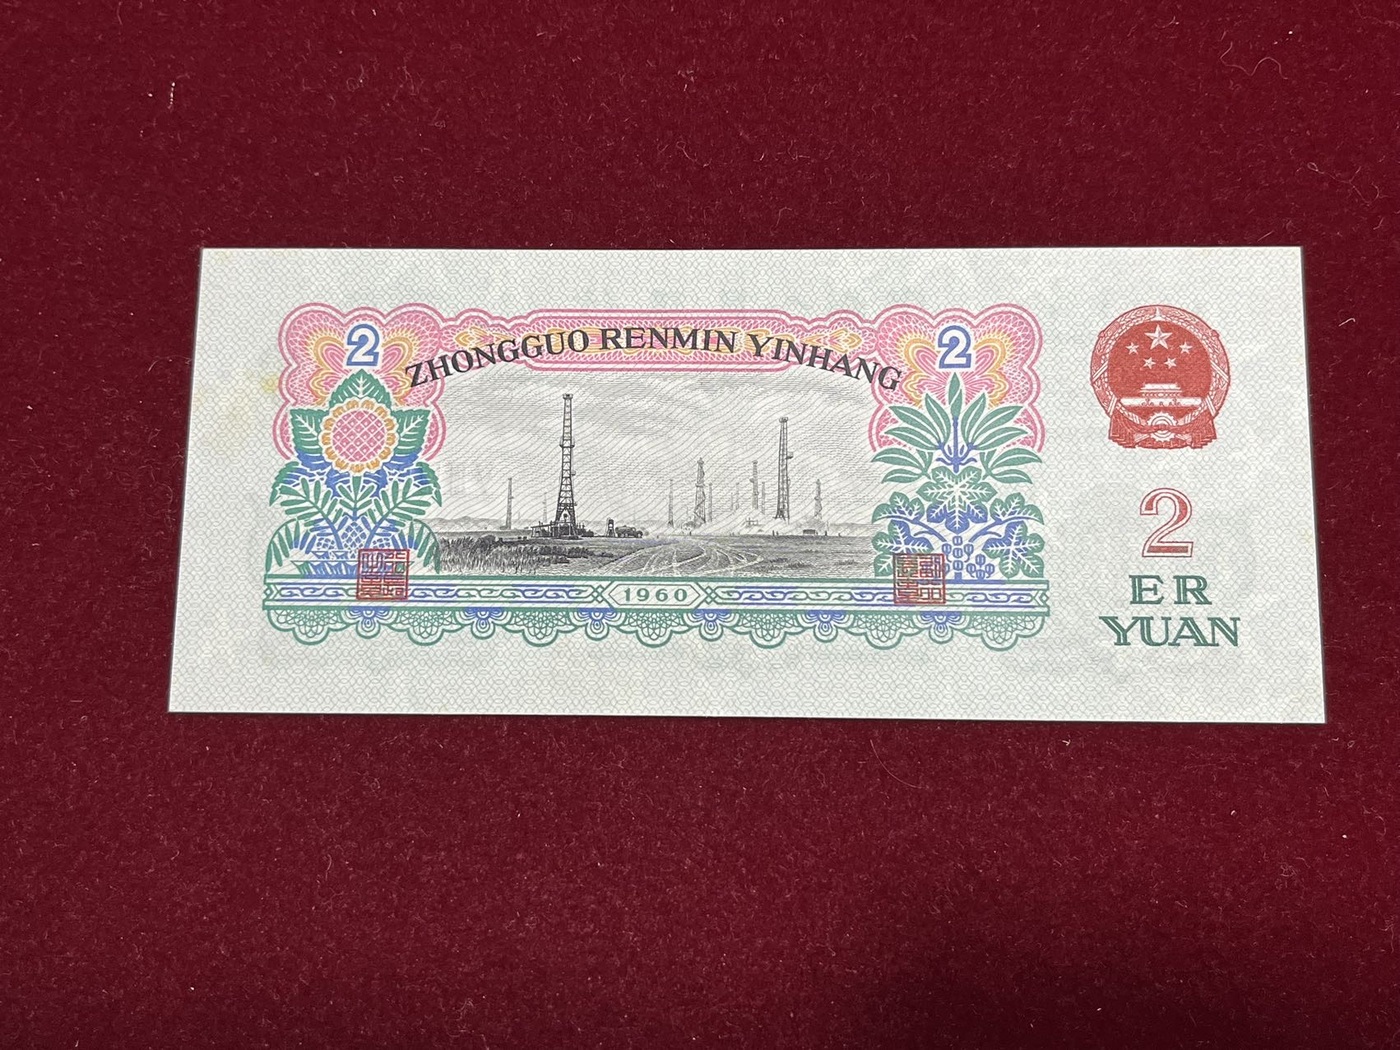 2
2
ZHONGGUO RENMIN YINHANG
1960
2
ER
YUAN